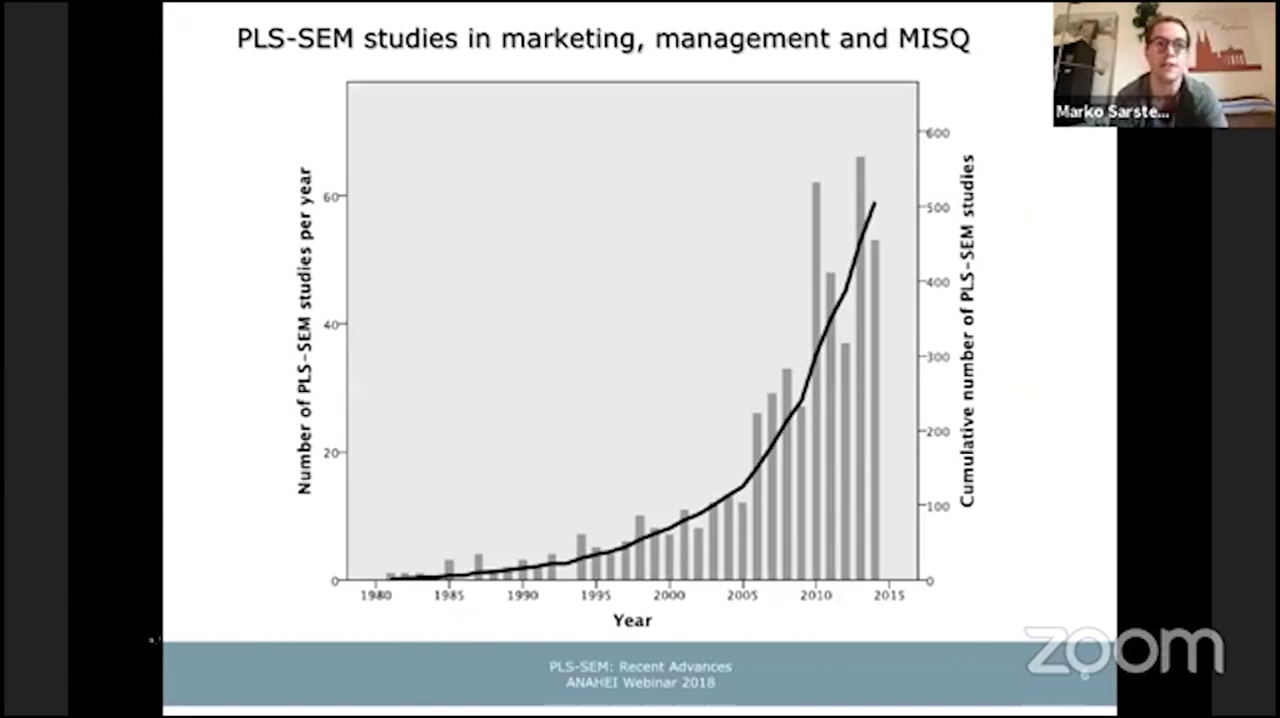 PLS-SEM studies in marketing, management and MISQ
Marko Sarste...
Number of PLS-SEM studies per year
60
40
20
0
Cumulative number of PLS-SEM studies
600
500
400
300
200
100
0
1980 1985 1990 1995 2000 2005 2010 2015
Year
PLS-SEM: Recent Advances
ANAHEI Webinar 2018
zoom